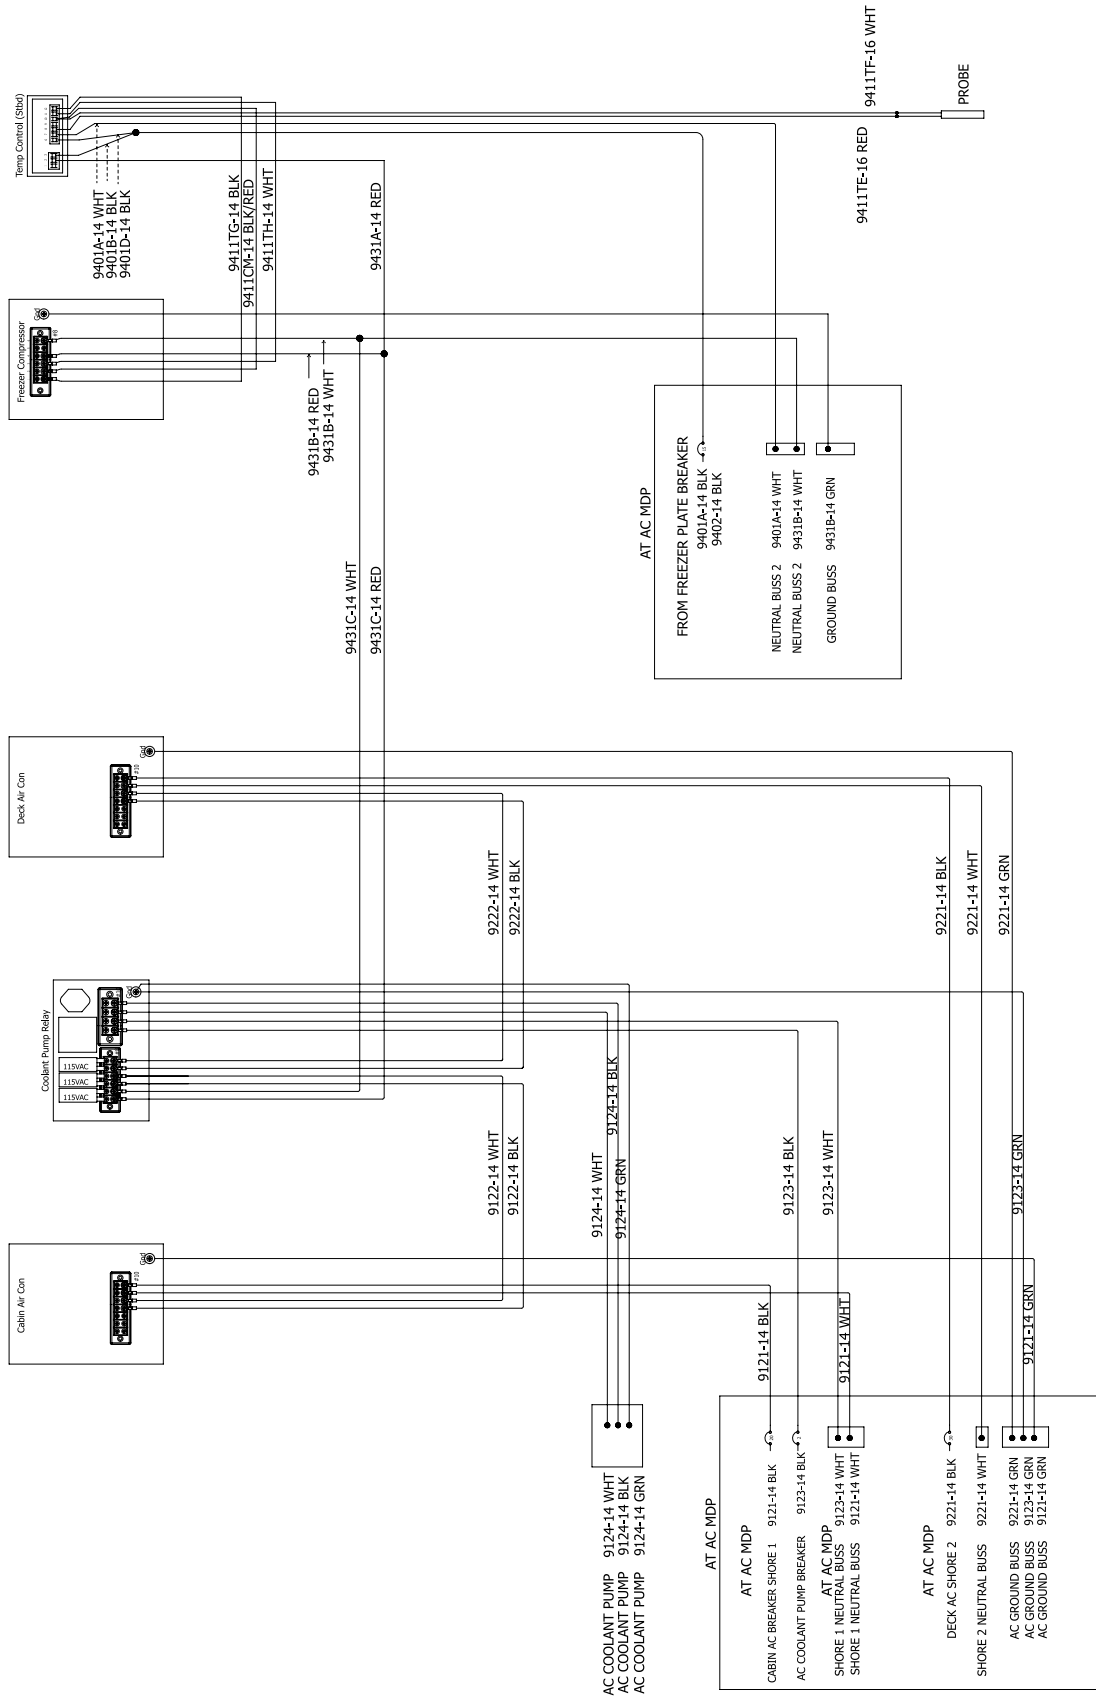 Temp Control (Stbd)
9401A-14 WHT
9401B-14 BLK
9401D-14 BLK
9411TG-14 BLK
9411CM-14 BLK/RED
9411TH-14 WHT
9431A-14 RED
9411TF-16 WHT
9411TE-16 RED
PROBE
Freezer Compressor
Gnd
#8
9431B-14 RED
9431B-14 WHT
9431C-14 WHT
9431C-14 RED
AT AC MDP
FROM FREEZER PLATE BREAKER
9401A-14 BLK
9402-14 BLK
15
NEUTRAL BUSS 2 9401A-14 WHT
NEUTRAL BUSS 2 9431B-14 WHT
GROUND BUSS 9431B-14 GRN
Deck Air Con
Gnd
#10
9222-14 WHT
9222-14 BLK
9221-14 BLK
9221-14 WHT
9221-14 GRN
Coolant Pump Relay
115VAC
115VAC
115VAC
Gnd
9122-14 WHT
9122-14 BLK
9124-14 WHT
9124-14 BLK
9124-14 GRN
9123-14 BLK
9123-14 WHT
9123-14 GRN
Cabin Air Con
Gnd
#10
9121-14 BLK
9121-14 WHT
9121-14 GRN
AC COOLANT PUMP 9124-14 WHT
AC COOLANT PUMP 9124-14 BLK
AC COOLANT PUMP 9124-14 GRN
AT AC MDP
AT AC MDP
CABIN AC BREAKER SHORE 1 9121-14 BLK
20
AC COOLANT PUMP BREAKER 9123-14 BLK
AT AC MDP
SHORE 1 NEUTRAL BUSS 9123-14 WHT
SHORE 1 NEUTRAL BUSS 9121-14 WHT
AT AC MDP
DECK AC SHORE 2 9221-14 BLK
SHORE 2 NEUTRAL BUSS 9221-14 WHT
AC GROUND BUSS 9221-14 GRN
AC GROUND BUSS 9123-14 GRN
AC GROUND BUSS 9121-14 GRN